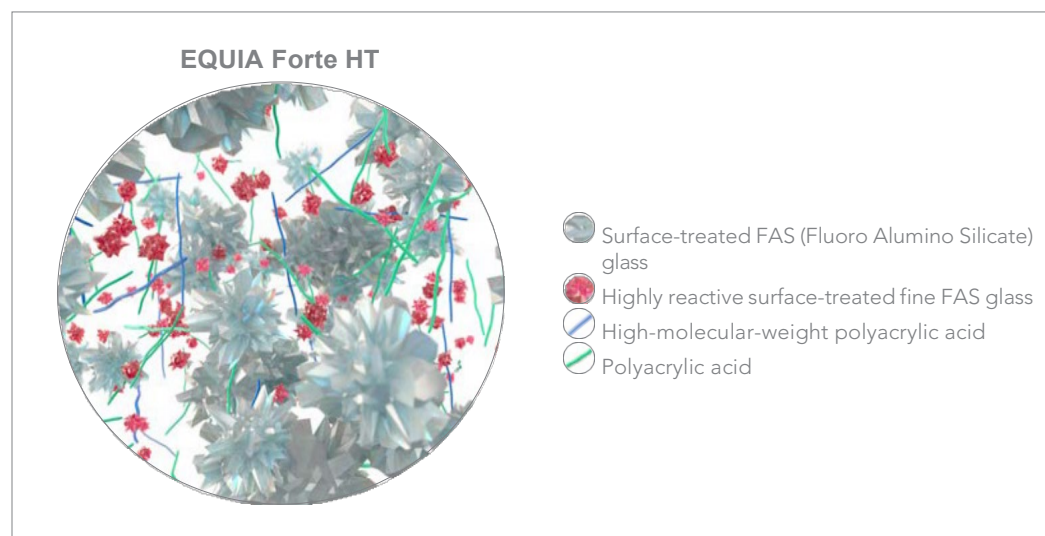 EQUIA Forte HT
Surface-treated FAS (Fluoro Alumino Silicate)
glass
Highly reactive surface-treated fine FAS glass
High-molecular-weight polyacrylic acid
Polyacrylic acid